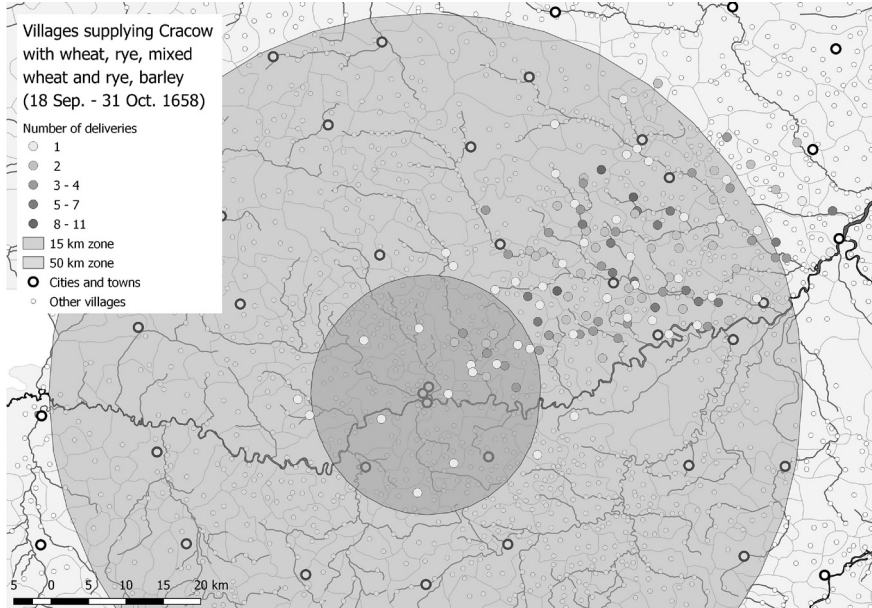 Villages supplying Cracow
with wheat, rye, mixed
wheat and rye, barley
(18 Sep. - 31 Oct. 1658)
Number of deliveries
1
2
3 - 4
5 - 7
8 - 11
15 km zone
50 km zone
Cities and towns
Other villages
5 0 5 10 15 20 km